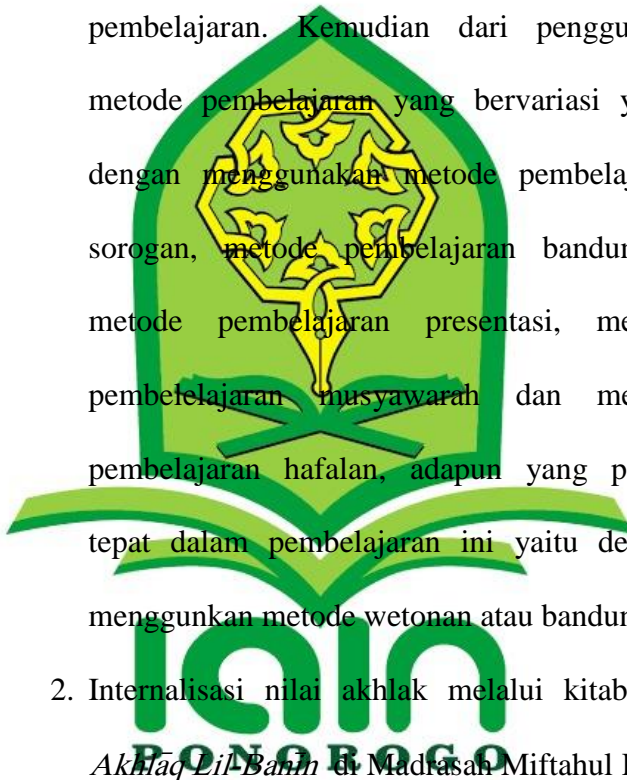 pembelajaran. Kemudian dari penggu
metode pembelajaran yang bervariasi y
dengan menggunakan metode pembelaj
sorogan, metode pembelajaran bandun
metode pembelajaran presentasi, me
pembelelajaran musyawarah dan me
pembelajaran hafalan, adapun yang p
tepat dalam pembelajaran ini yaitu de
menggunkan metode wetonan atau bandun
iain
2. Internalisasi nilai akhlak melalui kitab
PONOROGO
Akhlāq Lil-Banīn di Madrasah Miftahul